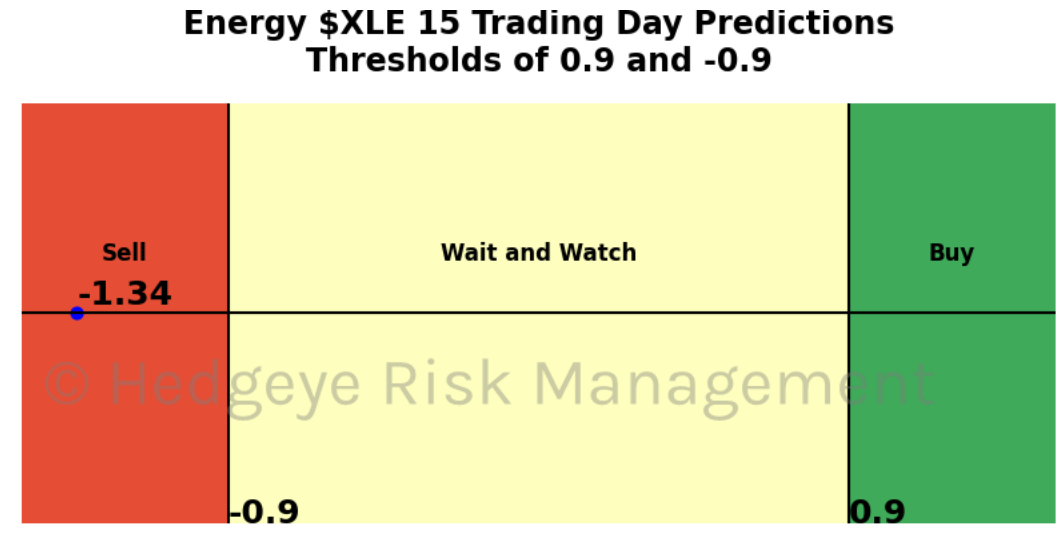 Energy $XLE 15 Trading Day Predictions
Thresholds of 0.9 and -0.9
Sell
Wait and Watch
Buy
-1.34
© Hedgeye Risk Management
-0.9
0.9